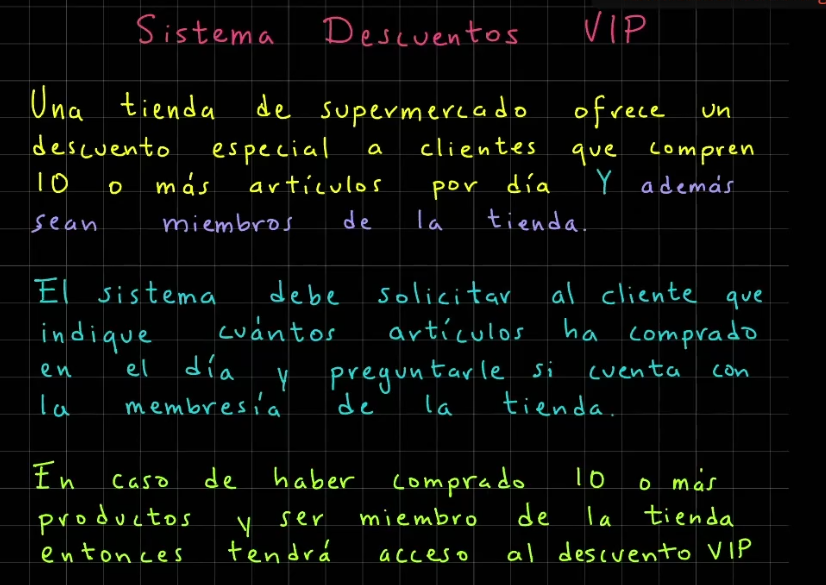 Sistema Descuentos VIP
Una tienda de supermercado ofrece un
descuento especial a clientes que compren
10 o más artículos por día Y además
sean miembros de la tienda.
El sistema debe solicitar al cliente que
indique cuántos artículos ha comprado
en el día y preguntarle si cuenta con
la membresía de la tienda.
En caso de haber comprado 10 o más
productos y ser miembro de la tienda
entonces tendrá acceso al descuento VIP